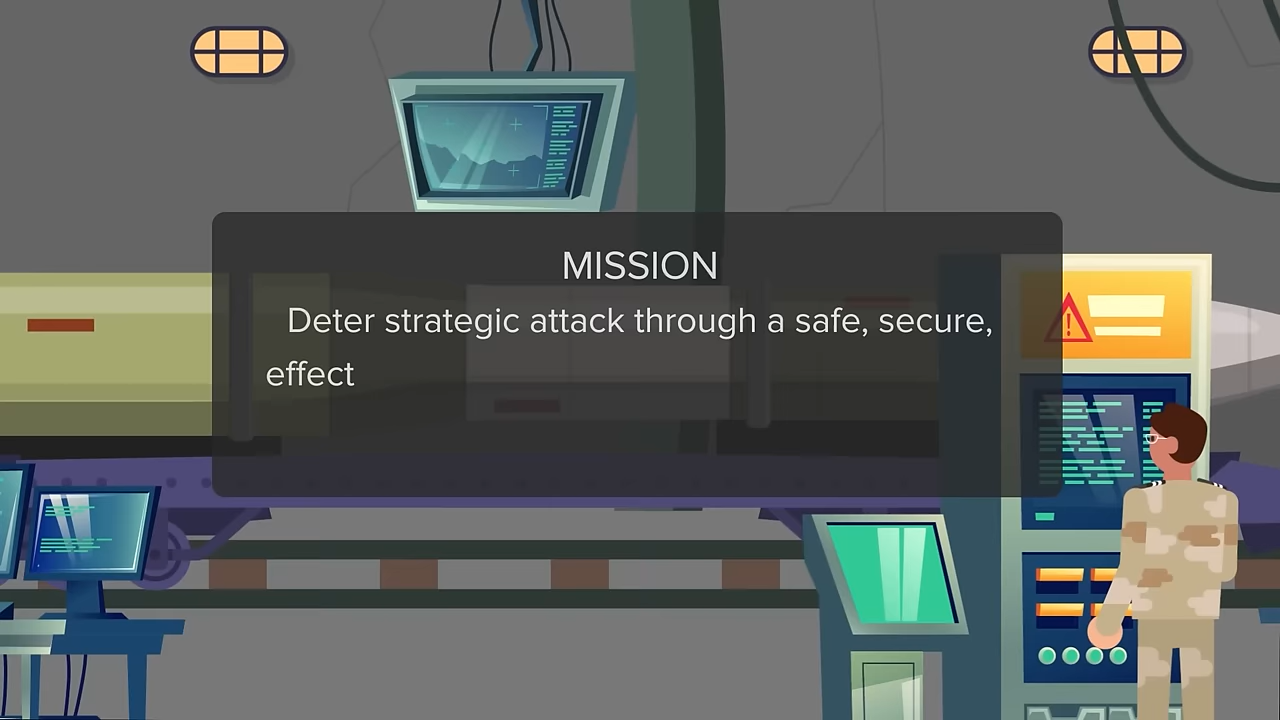 MISSION
Deter strategic attack through a safe, secure,
effect